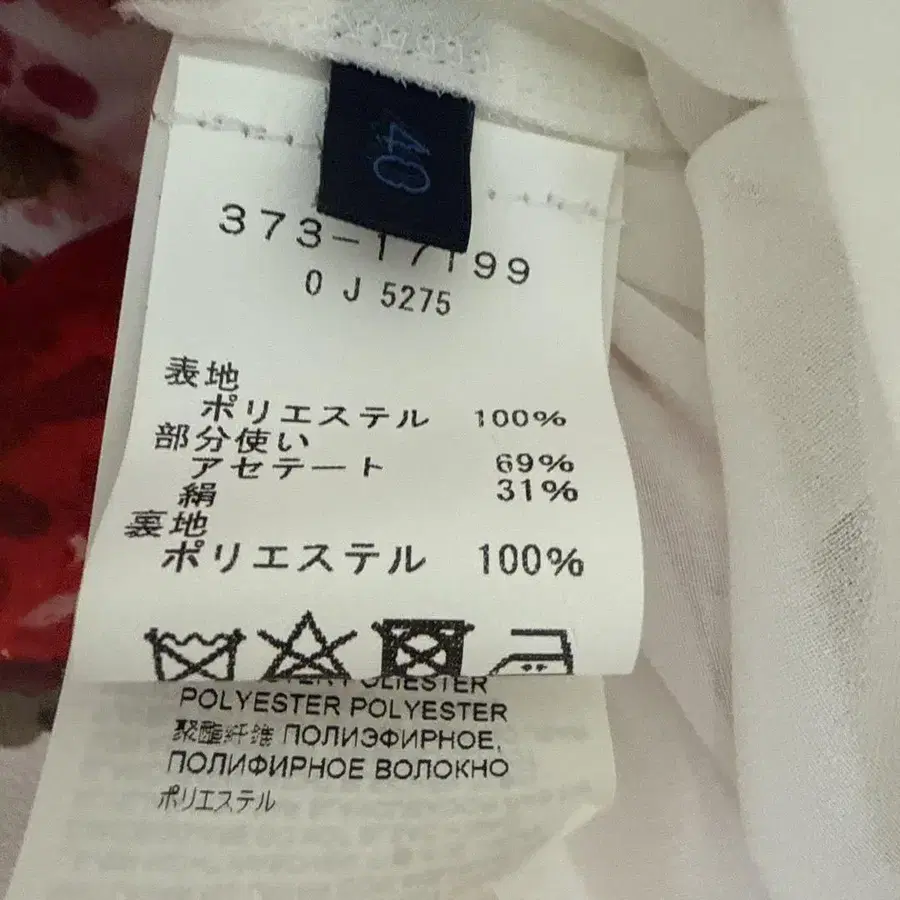 40
373-17199
0 J 5275
表地
ポリエステル 100%
部分使い
アセテート 69%
絹 31%
裏地
ポリエステル 100%
POLIESTER
POLYESTER POLYESTER
聚酯纤维 ПОЛИЭФИРНОЕ,
ПОЛИФИРНОЕ ВОЛОКНО
ポリエステル